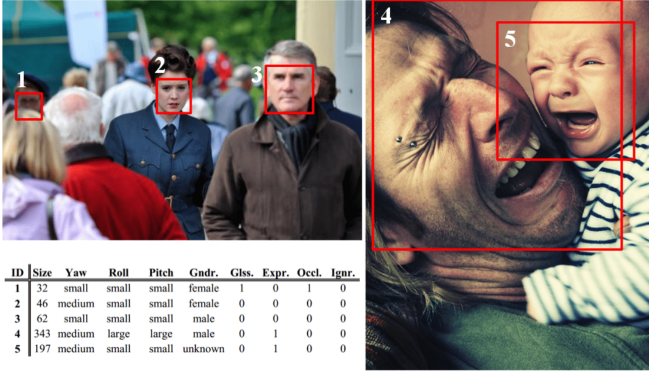 1
2
3
4
5
ID Size Yaw Roll Pitch Gndr. Glss. Expr. Occl. Ignr.
1 32 small small small female 1 0 1 0
2 46 medium small small female 0 0 0 0
3 62 small small small male 0 0 0 0
4 343 medium large large male 0 1 0 0
5 197 medium small small unknown 0 1 0 0